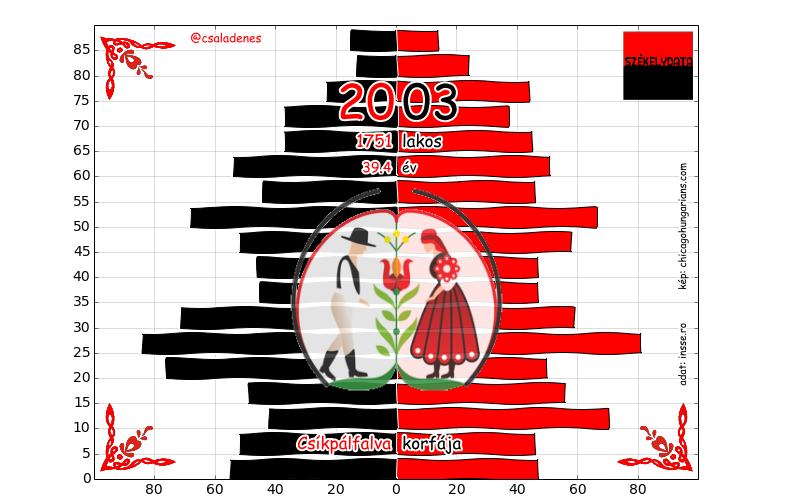 @csaladenes
SZÉKELYDATA
2003
1751 lakos
39.4 év
kép: chicagohungarians.com
adat: insse.ro
Csíkpálfalva korfája
85
80
75
70
65
60
55
50
45
40
35
30
25
20
15
10
5
0
80 60 40 20 0 20 40 60 80